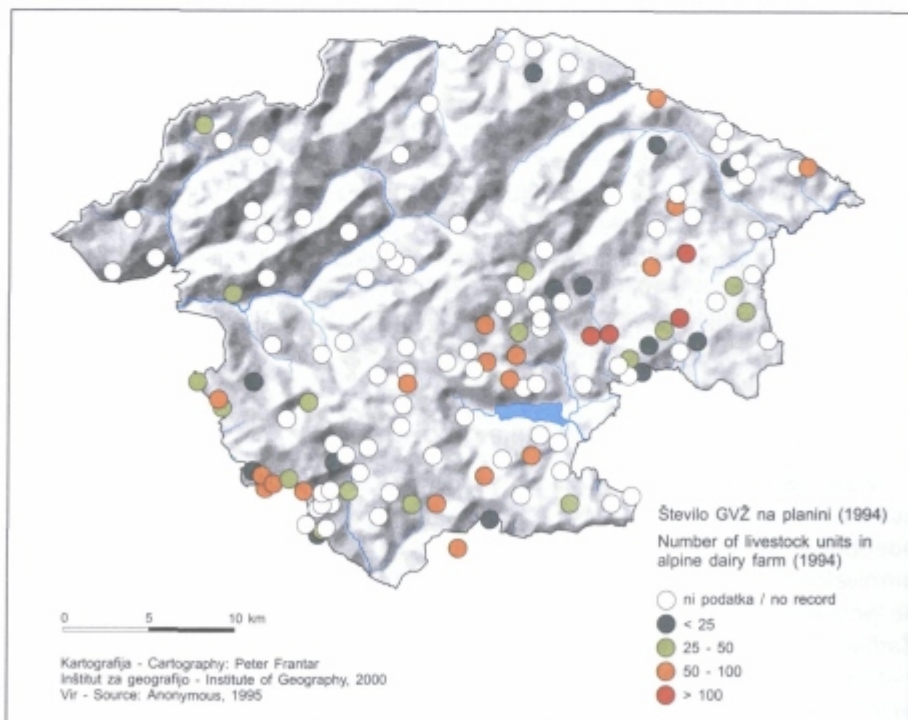 Število GVŽ na planini (1994)
Number of livestock units in
alpine dairy farm (1994)
ni podatka / no record
< 25
25 - 50
50 - 100
> 100
0 5 10 km
Kartografija - Cartography: Peter Frantar
Inštitut za geografijo - Institute of Geography, 2000
Vir - Source: Anonymous, 1995